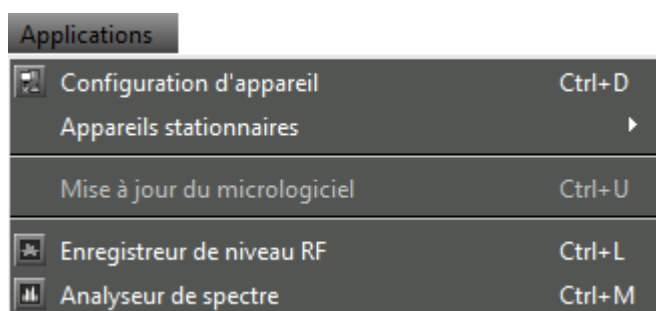 Applications
Configuration d'appareil Ctrl+D
Appareils stationnaires
Mise à jour du micrologiciel Ctrl+U
Enregistreur de niveau RF Ctrl+L
Analyseur de spectre Ctrl+M